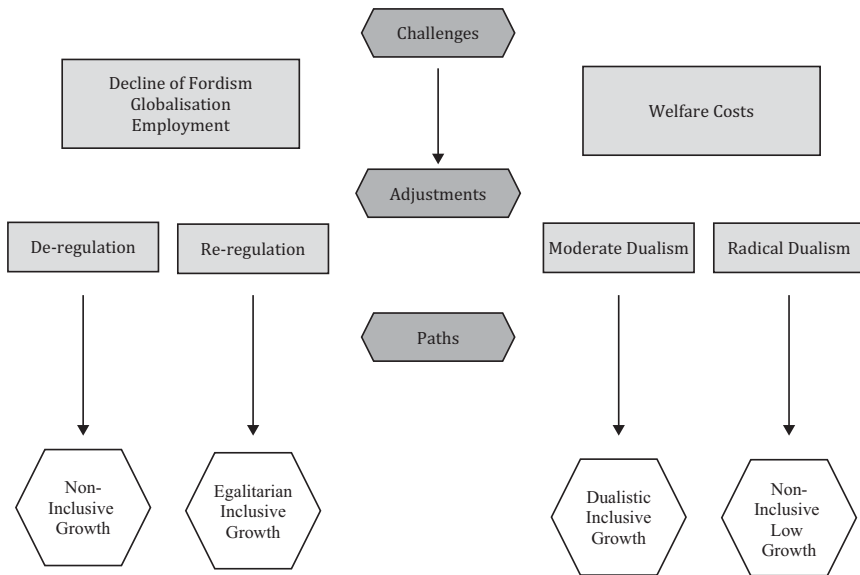 Challenges
Decline of Fordism
Globalisation
Employment
Welfare Costs
Adjustments
De-regulation
Re-regulation
Moderate Dualism
Radical Dualism
Paths
Non-
Inclusive
Growth
Egalitarian
Inclusive
Growth
Dualistic
Inclusive
Growth
Non-
Inclusive
Low
Growth